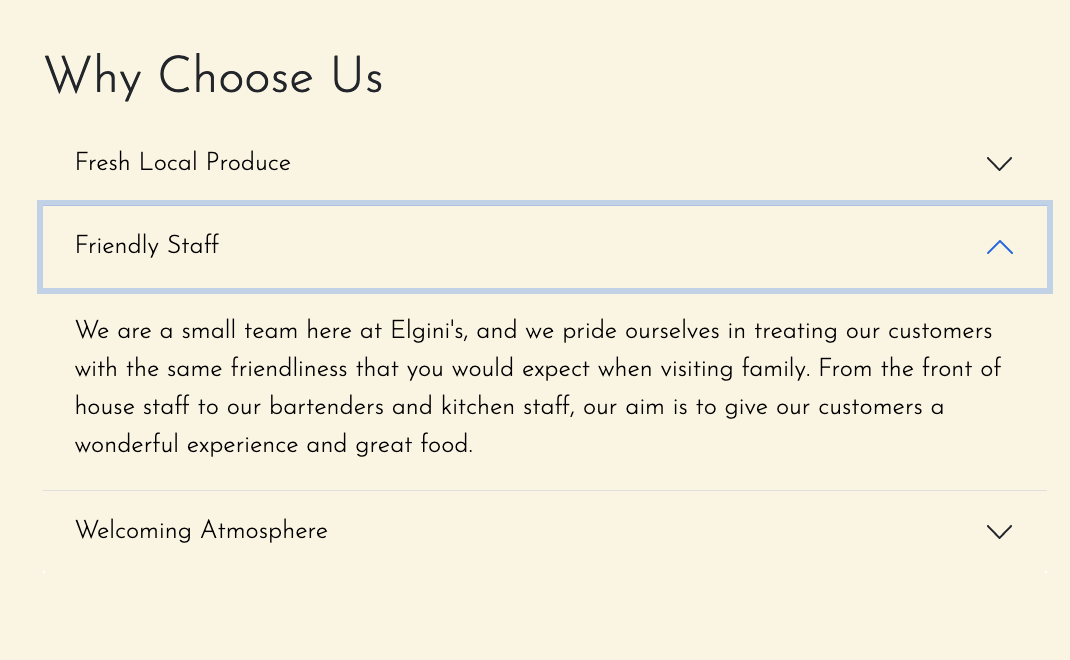 Why Choose Us
Fresh Local Produce
Friendly Staff
We are a small team here at Elgini's, and we pride ourselves in treating our customers
with the same friendliness that you would expect when visiting family. From the front of
house staff to our bartenders and kitchen staff, our aim is to give our customers a
wonderful experience and great food.
Welcoming Atmosphere